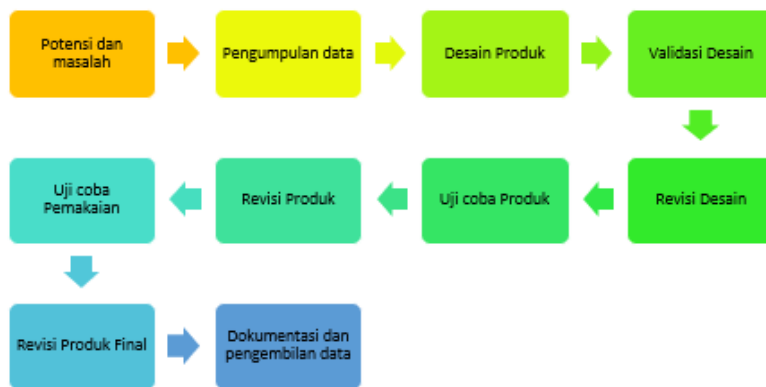 Potensi dan
masalah
Pengumpulan data
Desain Produk
Validasi Desain
Revisi Desain
Uji coba Produk
Revisi Produk
Uji coba
Pemakaian
Revisi Produk Final
Dokumentasi dan
pengembilan data